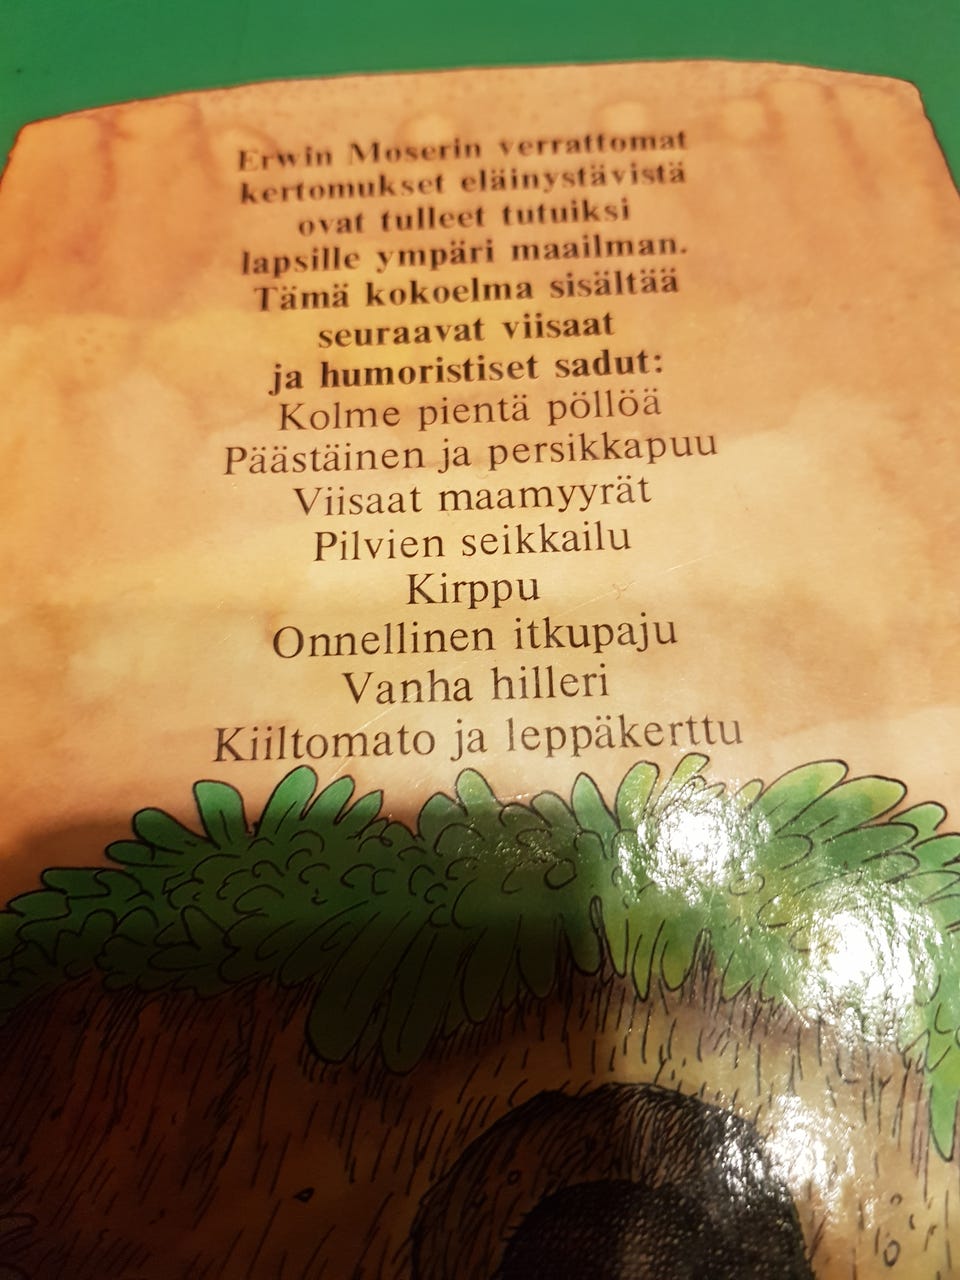 Erwin Moserin verrattomat
kertomukset eläinystävistä
ovat tulleet tutuiksi
lapsille ympäri maailman.
Tämä kokoelma sisältää
seuraavat viisaat
ja humoristiset sadut:
Kolme pientä pöllöä
Päästäinen ja persikkapuu
Viisaat maamyyrät
Pilvien seikkailu
Kirppu
Onnellinen itkupaju
Vanha hilleri
Kiiltomato ja leppäkerttu